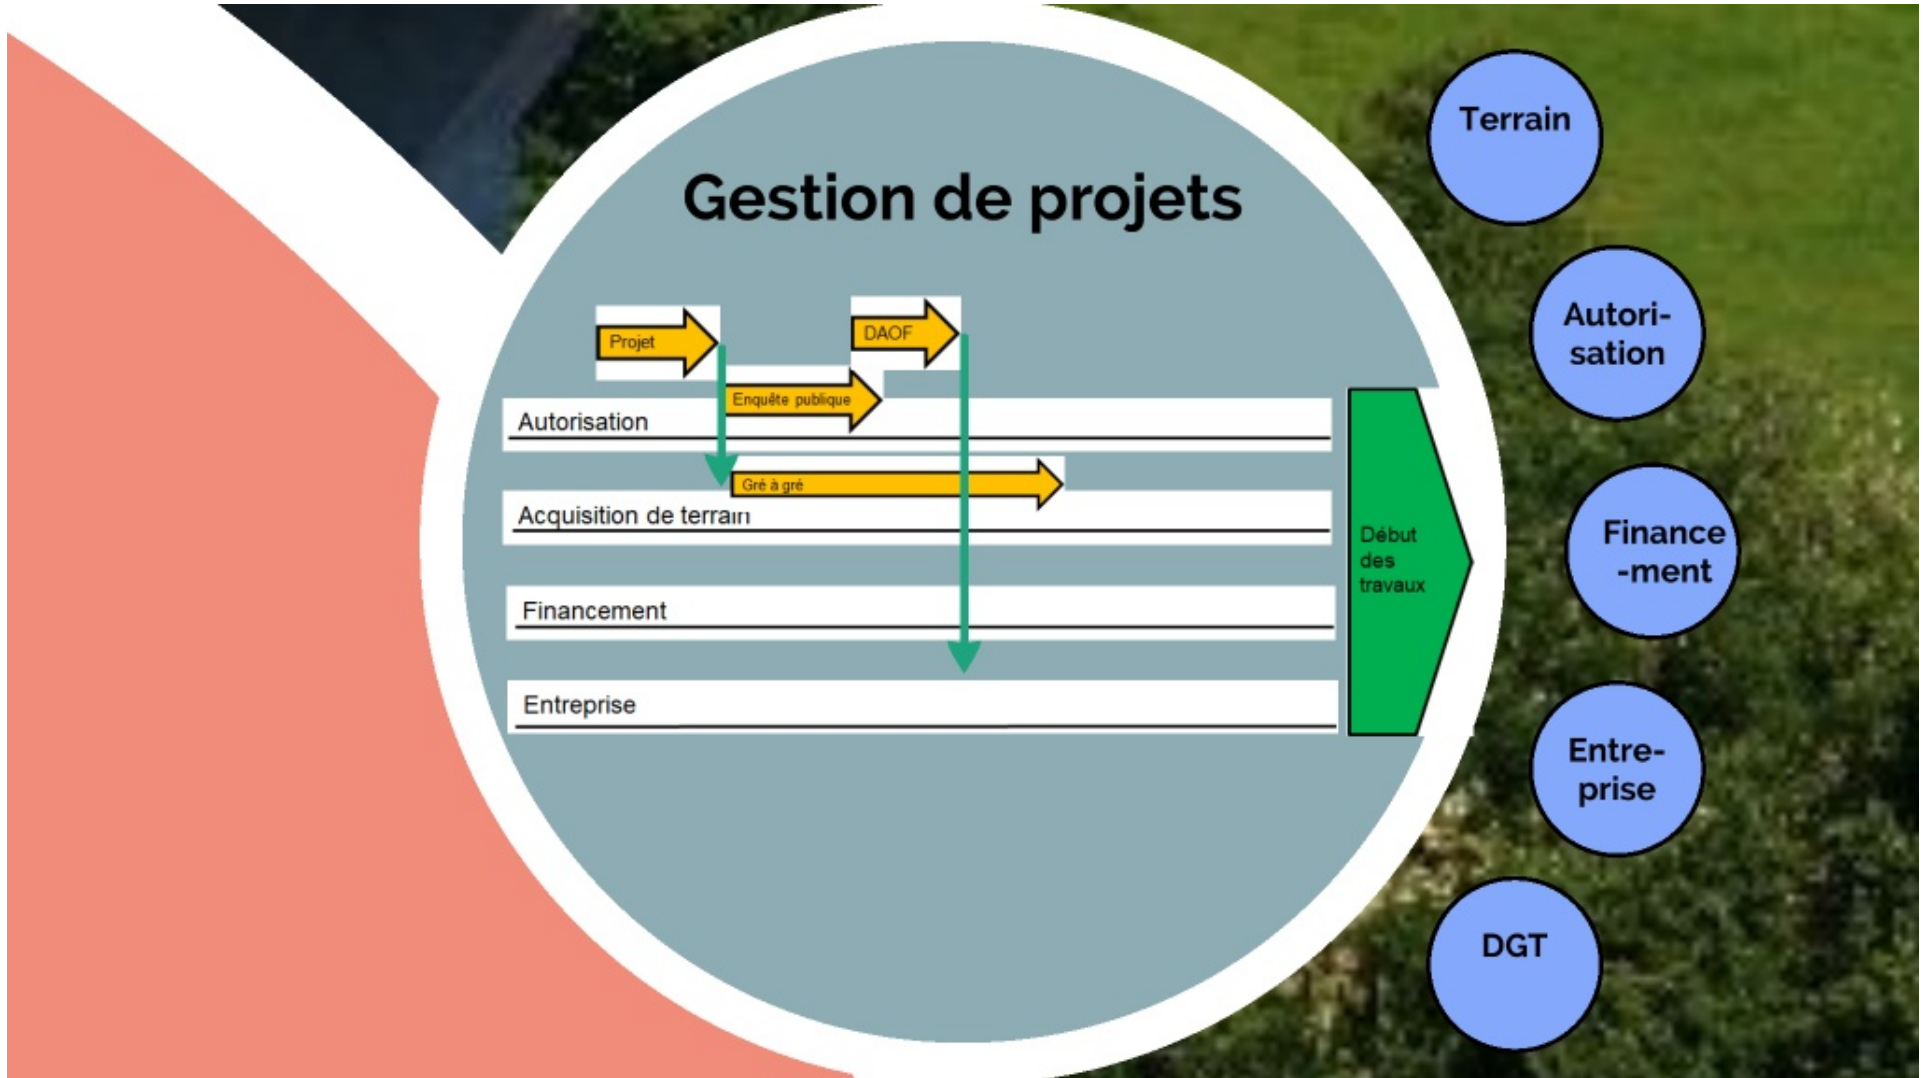 Gestion de projets
Projet
DAOF
Enquête publique
Autorisation
Gré à gré
Acquisition de terrain
Financement
Entreprise
Début
des
travaux
Terrain
Autori-
sation
Finance
-ment
Entre-
prise
DGT